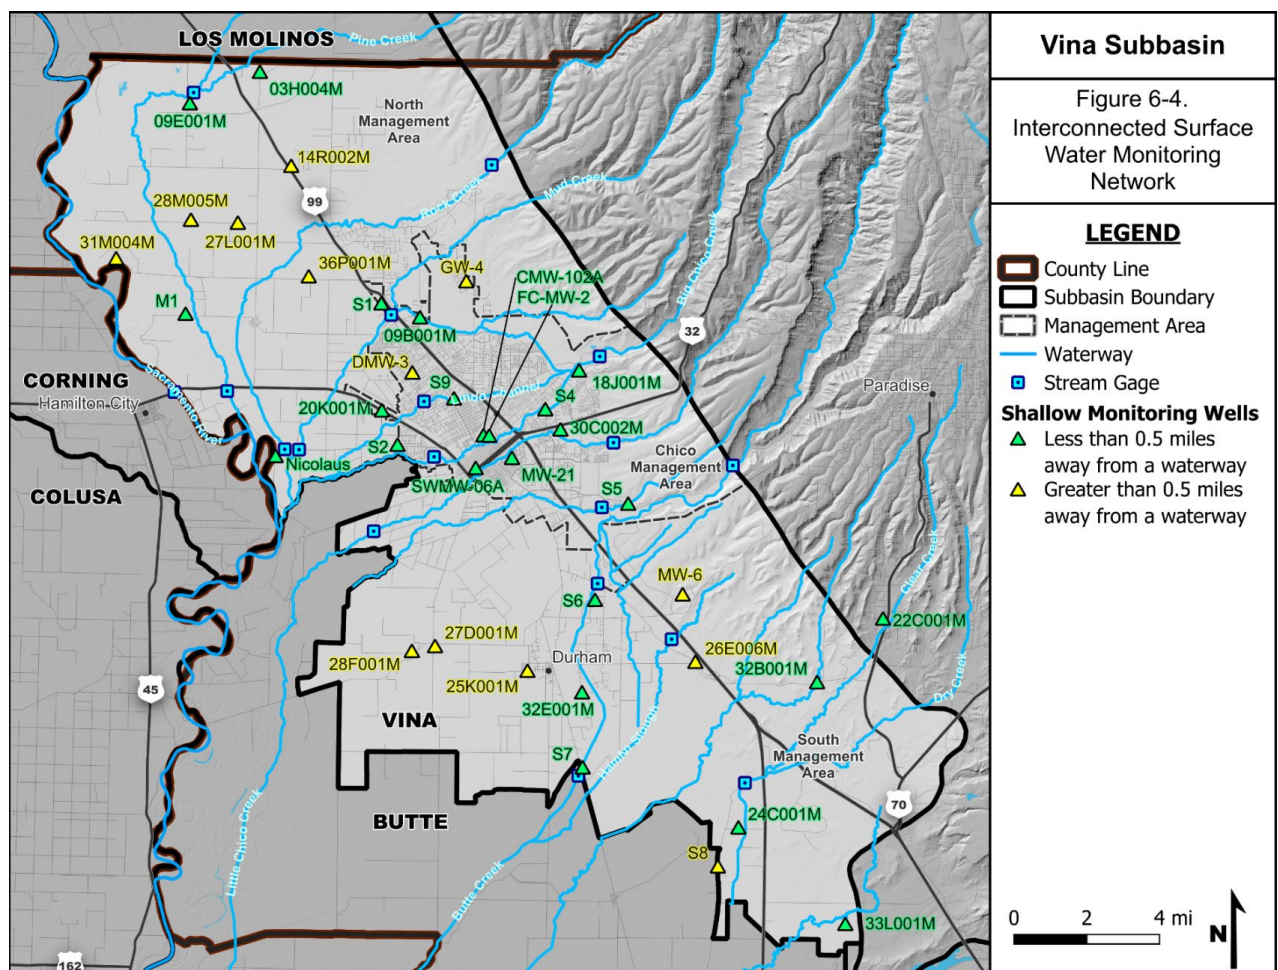 LOS MOLINOS
Pine Creek
03H004M
09E001M
North
Management
Area
14R002M
Rock Creek
Mud Creek
28M005M
99
27L001M
31M004M
36P001M
GW-4
CMW-102A
FC-MW-2
Big Chico Creek
M1
S1
09B001M
32
DMW-3
CORNING
Hamilton City
Sacramento River
S9
18J001M
Paradise
20K001M
S4
30C002M
S2
Nicolaus
Chico
Management
Area
COLUSA
SWMW-06A
MW-21
S5
Clear Creek
MW-6
S6
22C001M
27D001M
28F001M
Durham
26E006M
32B001M
Dry Creek
25K001M
45
32E001M
VINA
Hamlin Slough
South
Management
Area
S7
70
Little Chico Creek
BUTTE
24C001M
S8
Butte Creek
33L001M
162
Vina Subbasin
Figure 6-4.
Interconnected Surface
Water Monitoring
Network
LEGEND
County Line
Subbasin Boundary
Management Area
Waterway
Stream Gage
Shallow Monitoring Wells
Less than 0.5 miles
away from a waterway
Greater than 0.5 miles
away from a waterway
0 2 4 mi
N